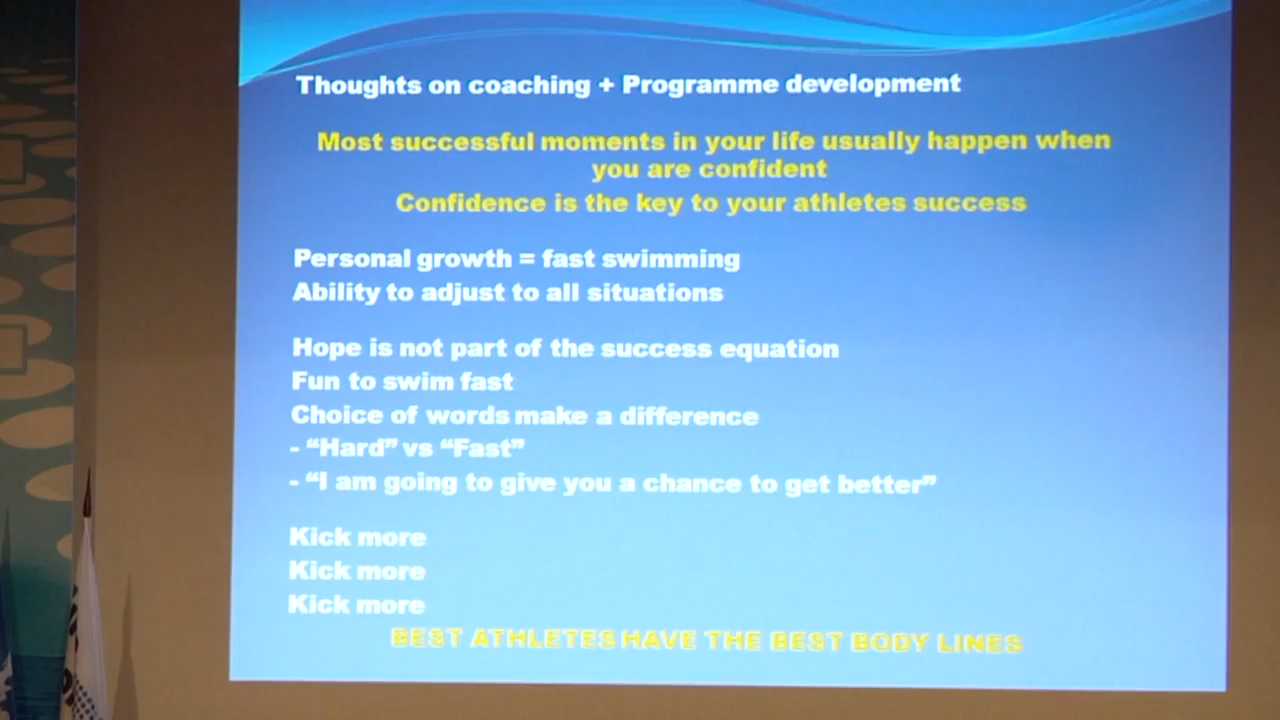 Thoughts on coaching + Programme development
Most successful moments in your life usually happen when
you are confident
Confidence is the key to your athletes success
Personal growth = fast swimming
Ability to adjust to all situations
Hope is not part of the success equation
Fun to swim fast
Choice of words make a difference
- “Hard” vs “Fast”
- “I am going to give you a chance to get better”
Kick more
Kick more
Kick more
BEST ATHLETES HAVE THE BEST BODY LINES